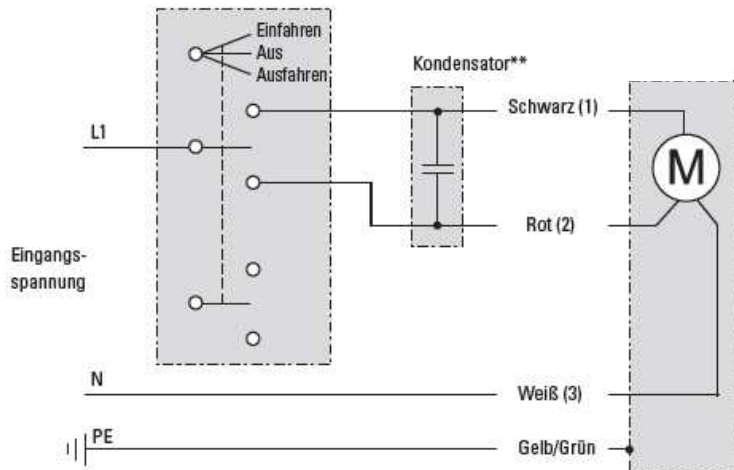 Einfahren
Aus
Ausfahren
Kondensator**
Schwarz (1)
L1
M
Rot (2)
Eingangs-
spannung
N
Weiß (3)
PE
Gelb/Grün